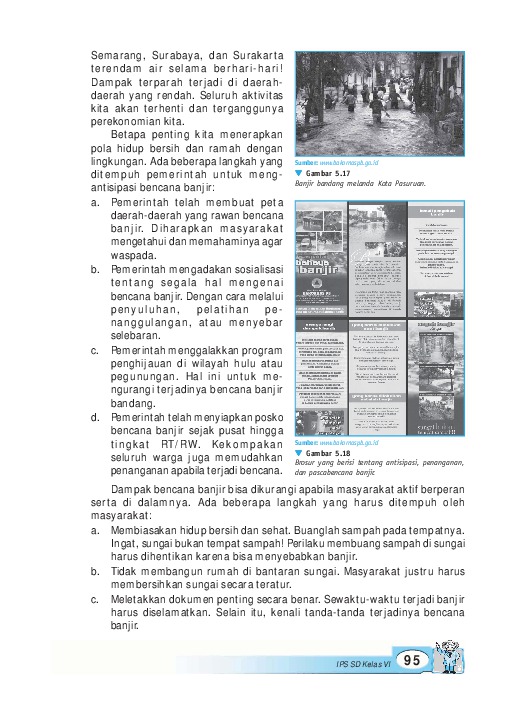 Semarang, Surabaya, dan Surakarta
terendam air selama berhari-hari!
Dampak terparah terjadi di daerah-
daerah yang rendah. Seluruh aktivitas
kita akan terhenti dan terganggunya
perekonomian kita.
Betapa penting kita menerapkan
pola hidup bersih dan ramah dengan
lingkungan. Ada beberapa langkah yang
ditempuh pemerintah untuk meng-
antisipasi bencana banjir:
a. Pemerintah telah membuat peta
daerah-daerah yang rawan bencana
banjir. Diharapkan masyarakat
mengetahui dan memahaminya agar
waspada.
b. Pemerintah mengadakan sosialisasi
tentang segala hal mengenai
bencana banjir. Dengan cara melalui
penyuluhan, pelatihan pe-
nanggulangan, atau menyebar
selebaran.
c. Pemerintah menggalakkan program
penghijauan di wilayah hulu atau
pegunungan. Hal ini untuk me-
ngurangi terjadinya bencana banjir
bandang.
d. Pemerintah telah menyiapkan posko
bencana banjir sejak pusat hingga
tingkat RT/RW. Kekompakan
seluruh warga juga memudahkan
penanganan apabila terjadi bencana.
Sumber: www.bakornaspb.go.id
Gambar 5.17
Banjir bandang melanda Kota Pasuruan.
bahaya
banjir
Sumber: www.bakornaspb.go.id
Gambar 5.18
Brosur yang berisi tentang antisipasi, penanganan,
dan pascabencana banjir.
Dampak bencana banjir bisa dikurangi apabila masyarakat aktif berperan
serta di dalamnya. Ada beberapa langkah yang harus ditempuh oleh
masyarakat:
a. Membiasakan hidup bersih dan sehat. Buanglah sampah pada tempatnya.
Ingat, sungai bukan tempat sampah! Perilaku membuang sampah di sungai
harus dihentikan karena bisa menyebabkan banjir.
b. Tidak membangun rumah di bantaran sungai. Masyarakat justru harus
membersihkan sungai secara teratur.
c. Meletakkan dokumen penting secara benar. Sewaktu-waktu terjadi banjir
harus diselamatkan. Selain itu, kenali tanda-tanda terjadinya bencana
banjir.
IPS SD Kelas VI 95